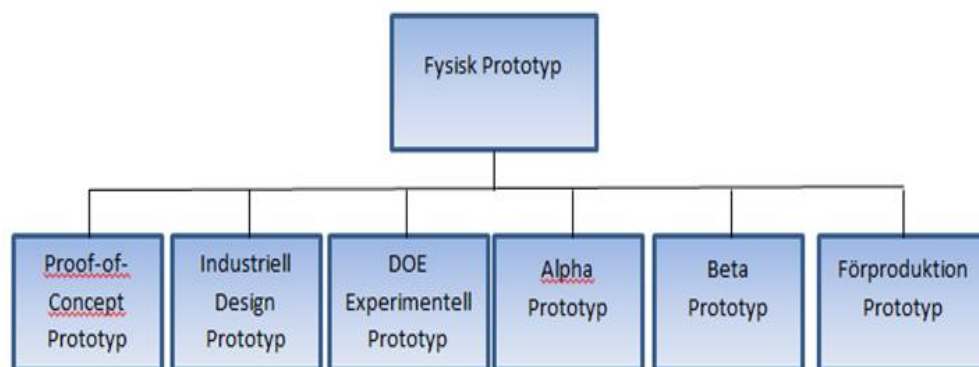 Fysisk Prototyp
Proof-of-
Concept
Prototyp
Industriell
Design
Prototyp
DOE
Experimentell
Prototyp
Alpha
Prototyp
Beta
Prototyp
Förproduktion
Prototyp